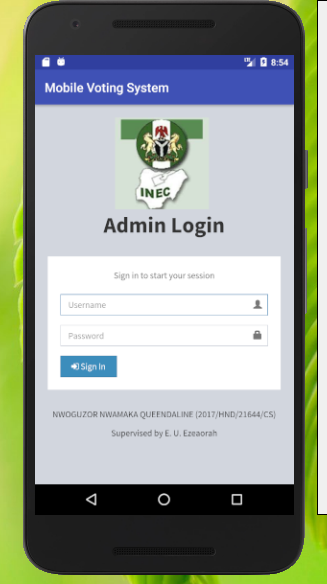 8:54
Mobile Voting System
INEC
Admin Login
Sign in to start your session
Username
Password
Sign In
NWOGUZOR NWAMAKA QUEENDALINE (2017/HND/21644/CS)
Supervised by E. U. Ezeaorah